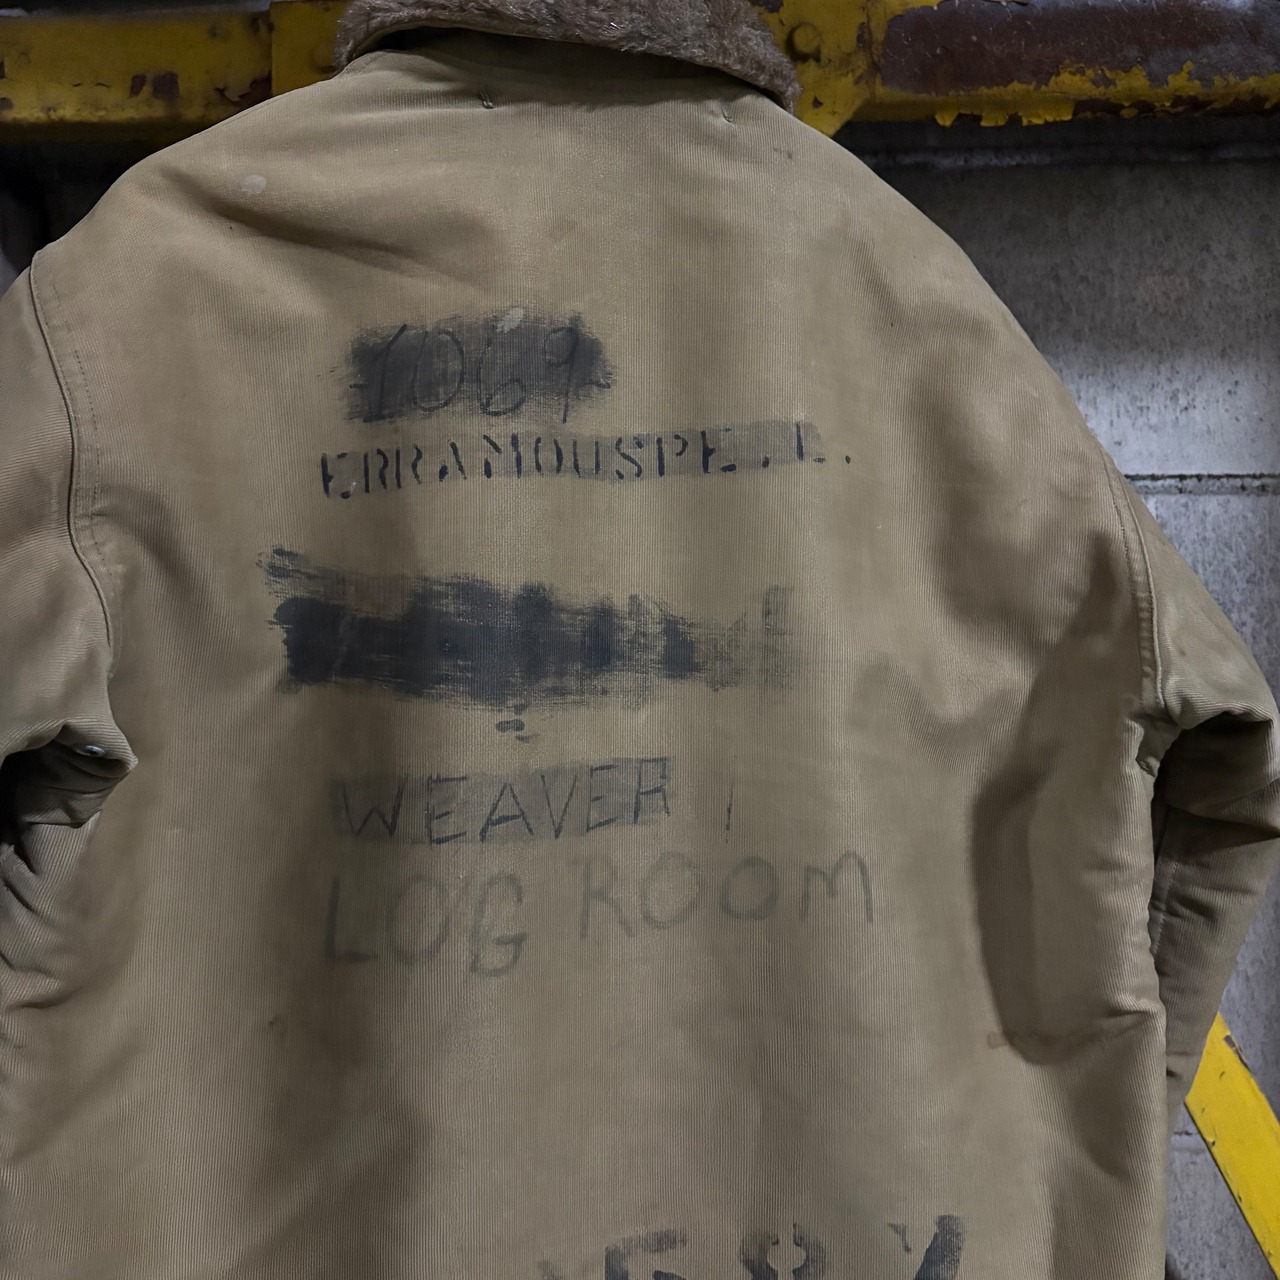 1069
ERRAMOUSPE. L.
WEAVER
LOG ROOM